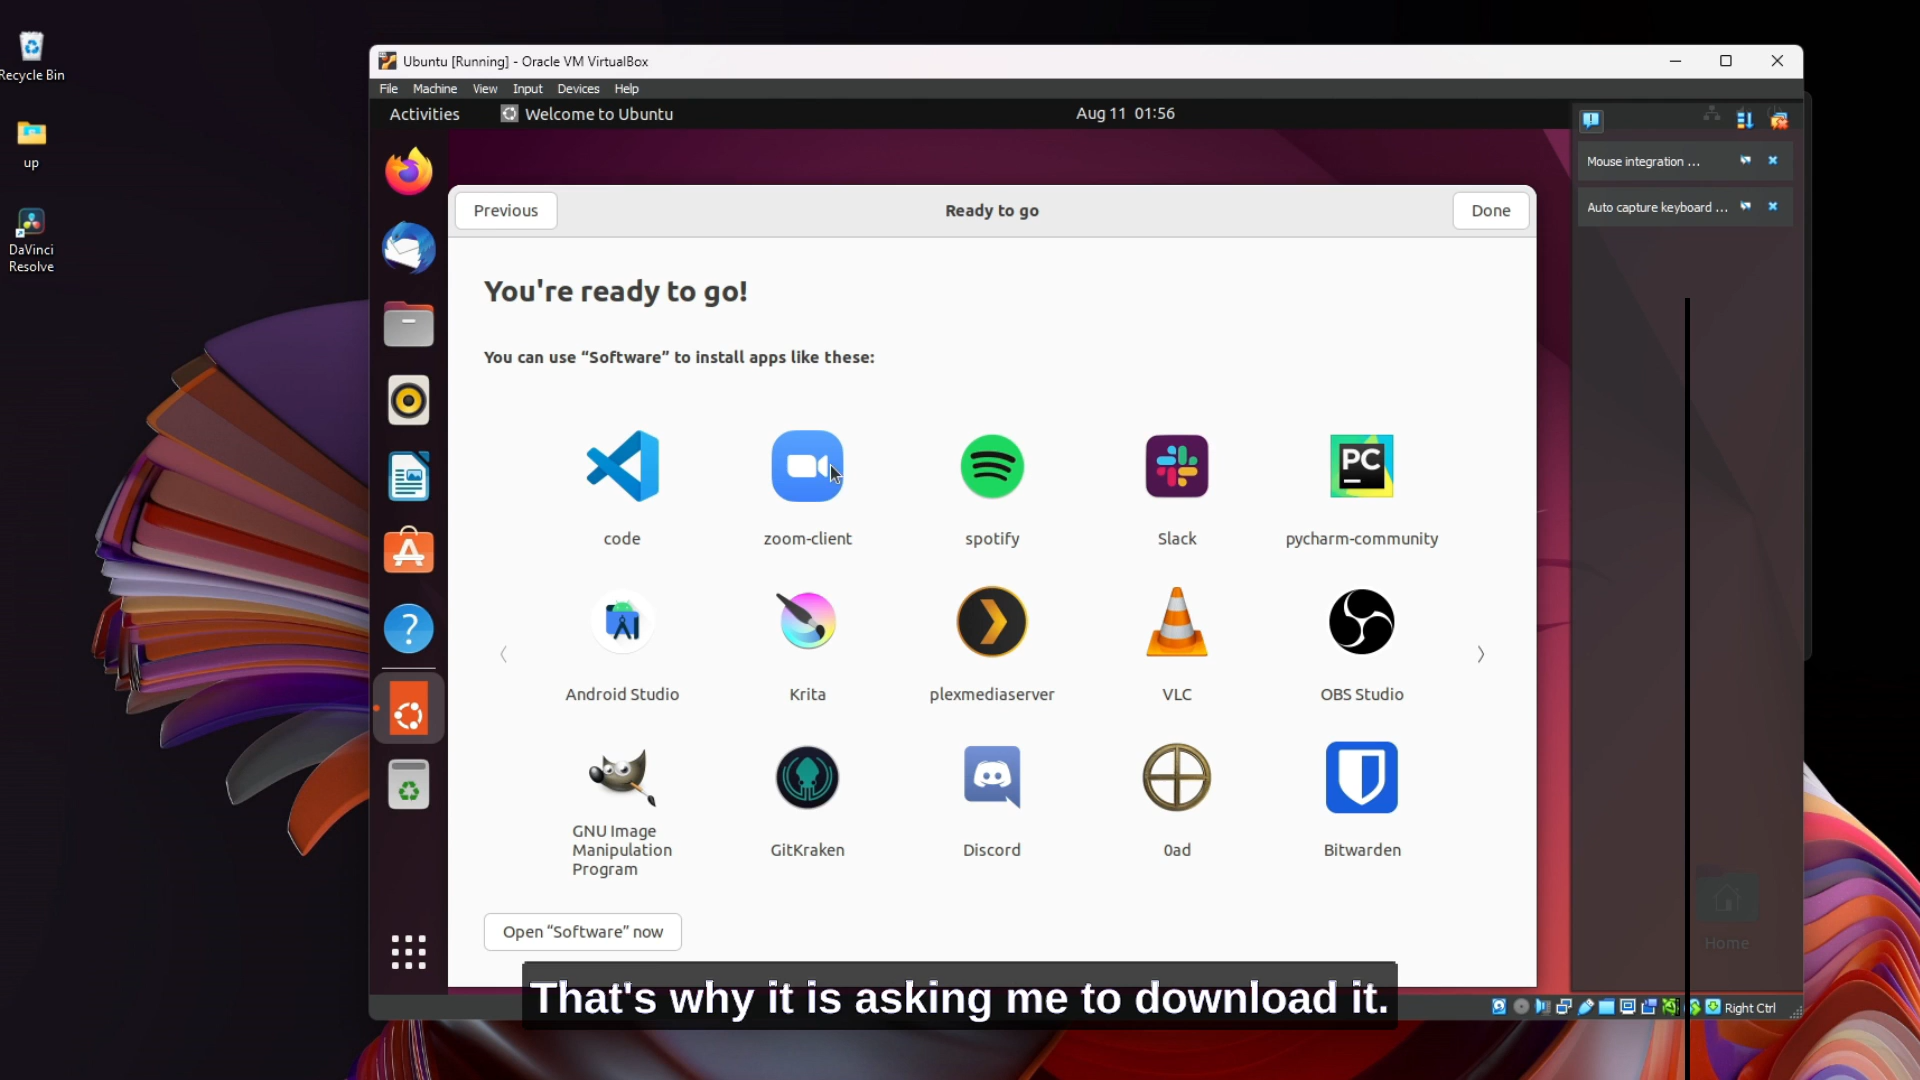 Recycle Bin
up
DaVinci
Resolve
Ubuntu [Running] - Oracle VM VirtualBox
File Machine View Input Devices Help
Activities Welcome to Ubuntu Aug 11 01:56
Mouse integration ...
Auto capture keyboard ...
Previous Ready to go Done
You're ready to go!
You can use “Software” to install apps like these:
code zoom-client spotify Slack pycharm-community
PC
Android Studio Krita plexmediaserver VLC OBS Studio
GNU Image
Manipulation
Program
GitKraken Discord 0ad Bitwarden
Open “Software” now
Home
That's why it is asking me to download it.
Right Ctrl